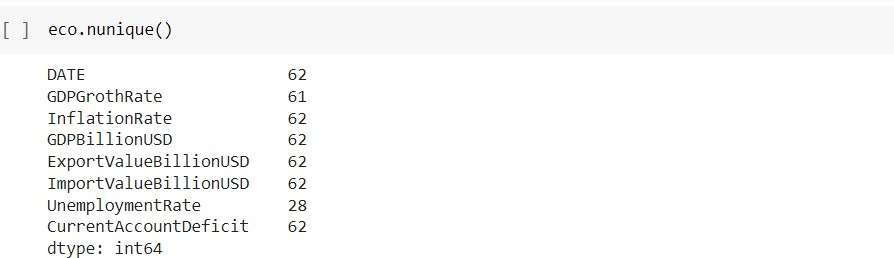 [ ] eco.nunique()
DATE 62
GDPGrothRate 61
InflationRate 62
GDPBillionUSD 62
ExportValueBillionUSD 62
ImportValueBillionUSD 62
UnemploymentRate 28
CurrentAccountDeficit 62
dtype: int64